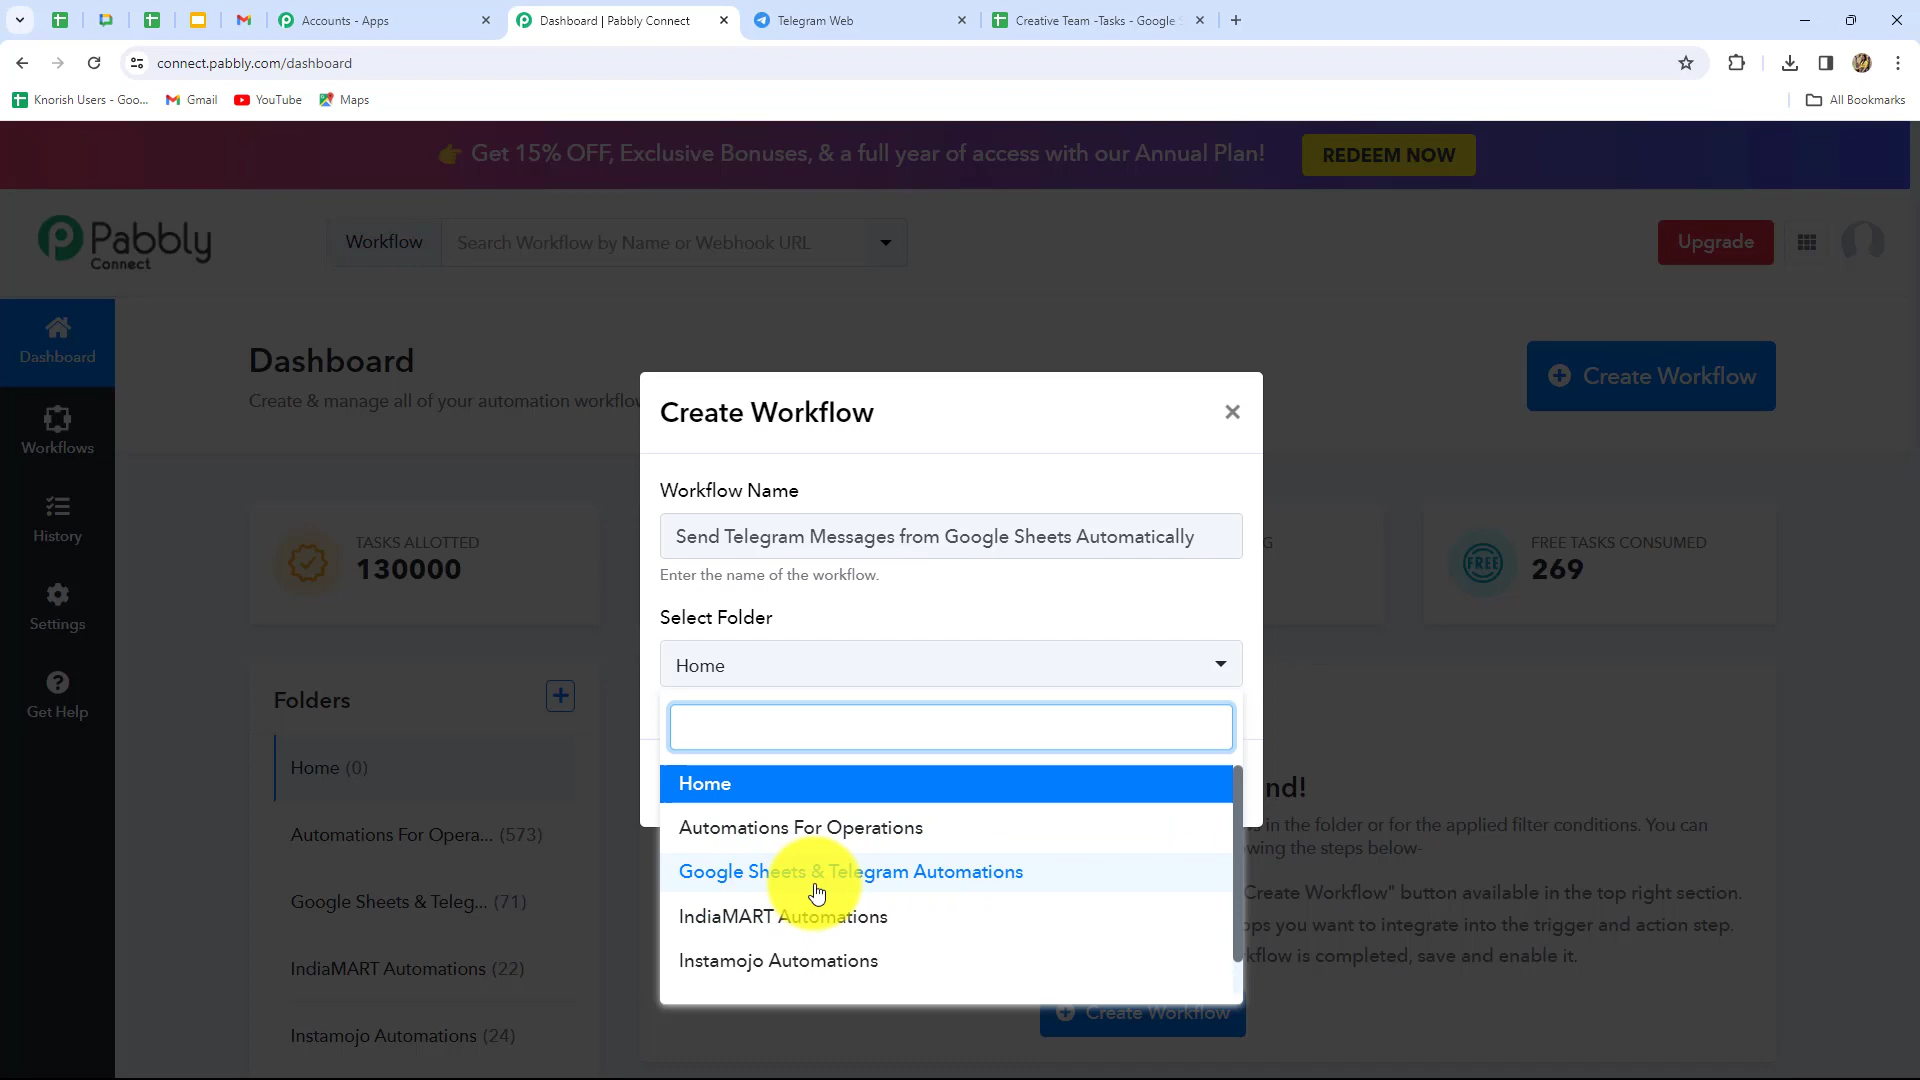 Accounts - Apps
Dashboard | Pabbly Connect
Telegram Web
Creative Team -Tasks - Google
connect.pabbly.com/dashboard
Knorish Users - Goo...
Gmail
YouTube
Maps
All Bookmarks
👉 Get 15% OFF, Exclusive Bonuses, & a full year of access with our Annual Plan!
REDEEM NOW
Pabbly
Connect
Workflow
Search Workflow by Name or Webhook URL
Upgrade
Dashboard
Workflows
History
Settings
Get Help
Dashboard
Create & manage all of your automation workflo
Create Workflow
TASKS ALLOTTED
130000
G
FREE TASKS CONSUMED
269
FREE
Folders
Home (0)
Automations For Opera... (573)
Google Sheets & Teleg... (71)
IndiaMART Automations (22)
Instamojo Automations (24)
Create Workflow
Workflow Name
Send Telegram Messages from Google Sheets Automatically
Enter the name of the workflow.
Select Folder
Home
Home
Automations For Operations
Google Sheets & Telegram Automations
IndiaMART Automations
Instamojo Automations
nd!
in the folder or for the applied filter conditions. You can
wing the steps below-
Create Workflow" button available in the top right section.
ps you want to integrate into the trigger and action step.
kflow is completed, save and enable it.
Create Workflow